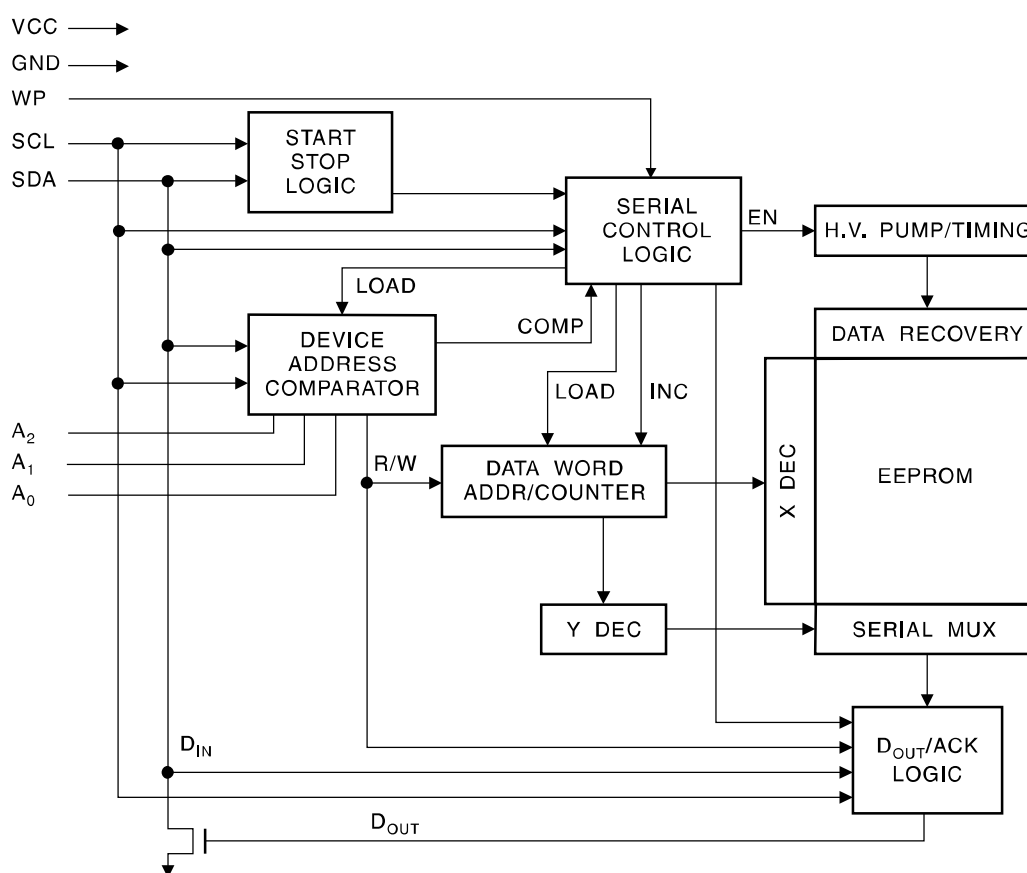 VCC
GND
WP
SCL
SDA
START
STOP
LOGIC
SERIAL
CONTROL
LOGIC
EN
H.V. PUMP/TIMING
LOAD
COMP
DEVICE
ADDRESS
COMPARATOR
DATA RECOVERY
LOAD
INC
A2
A1
A0
R/W
DATA WORD
ADDR/COUNTER
X DEC
EEPROM
Y DEC
SERIAL MUX
DIN
DOUT/ACK
LOGIC
DOUT